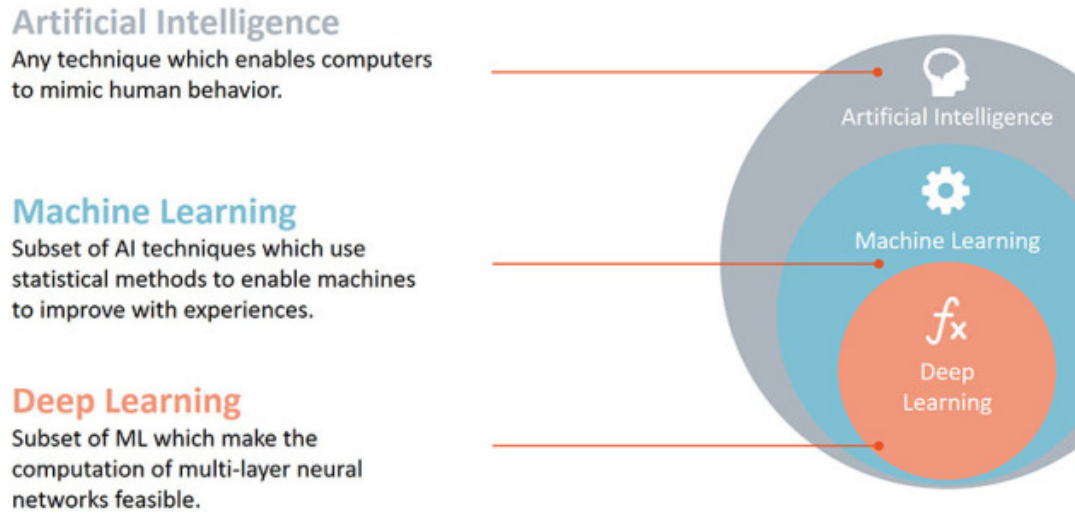 Artificial Intelligence
Any technique which enables computers
to mimic human behavior.
Machine Learning
Subset of AI techniques which use
statistical methods to enable machines
to improve with experiences.
Deep Learning
Subset of ML which make the
computation of multi-layer neural
networks feasible.
Artificial Intelligence
Machine Learning
fx
Deep
Learning